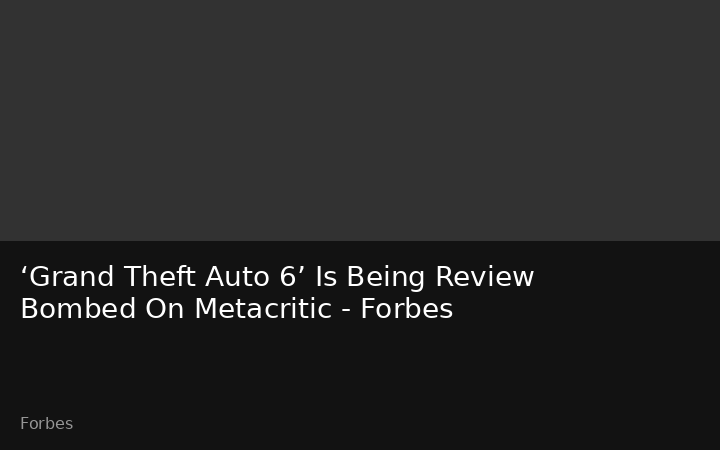 ‘Grand Theft Auto 6’ Is Being Review
Bombed On Metacritic - Forbes
Forbes